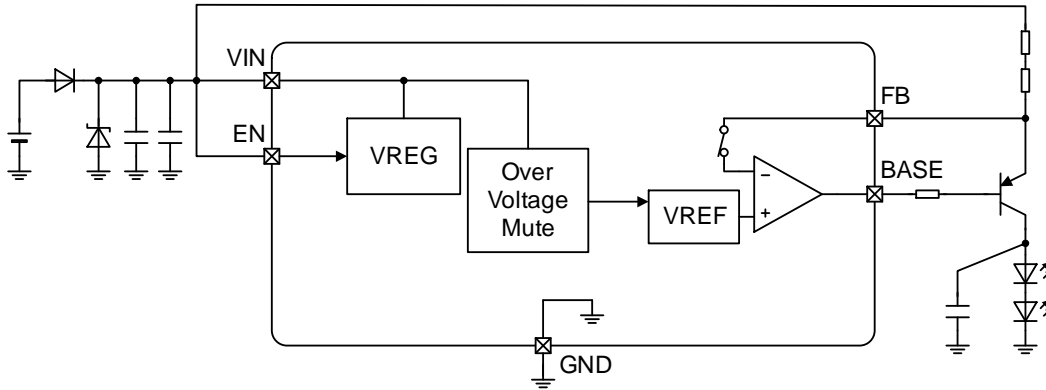 VIN
FB
EN
VREG
BASE
Over
Voltage
Mute
VREF
−
+
GND